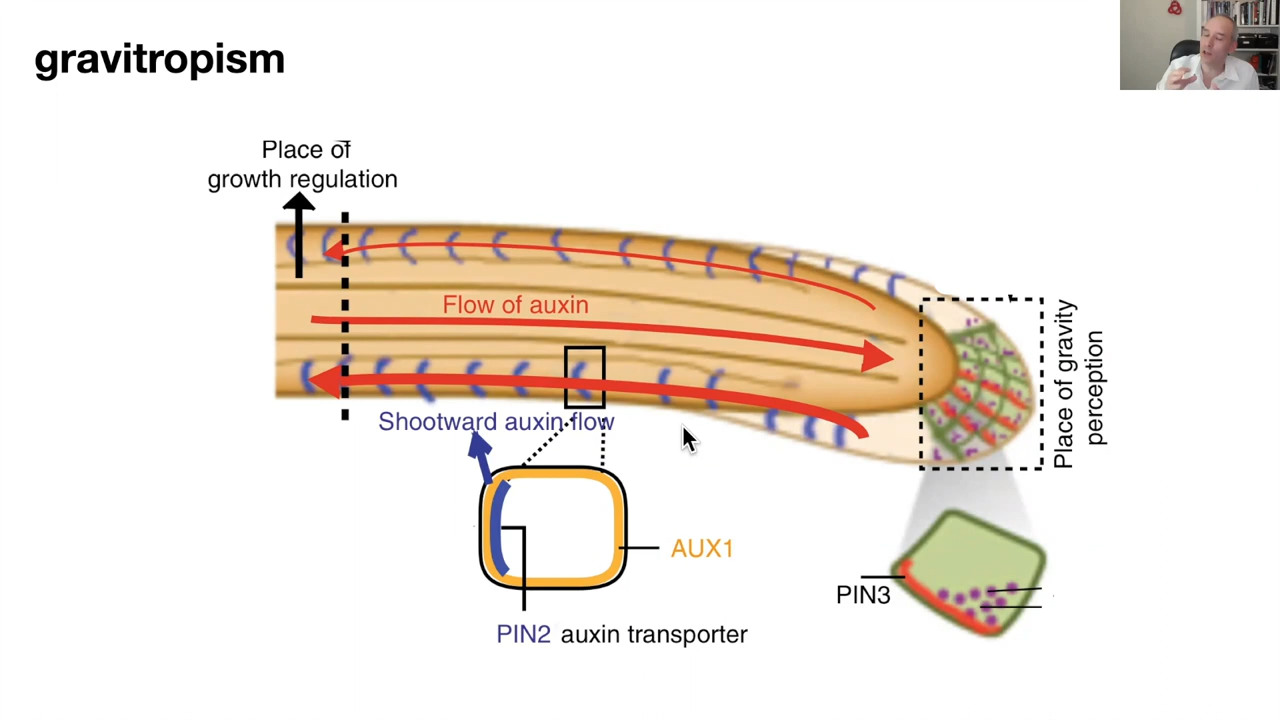 gravitropism
Place of
growth regulation
Flow of auxin
Shootward auxin flow
Place of gravity
perception
AUX1
PIN3
PIN2 auxin transporter